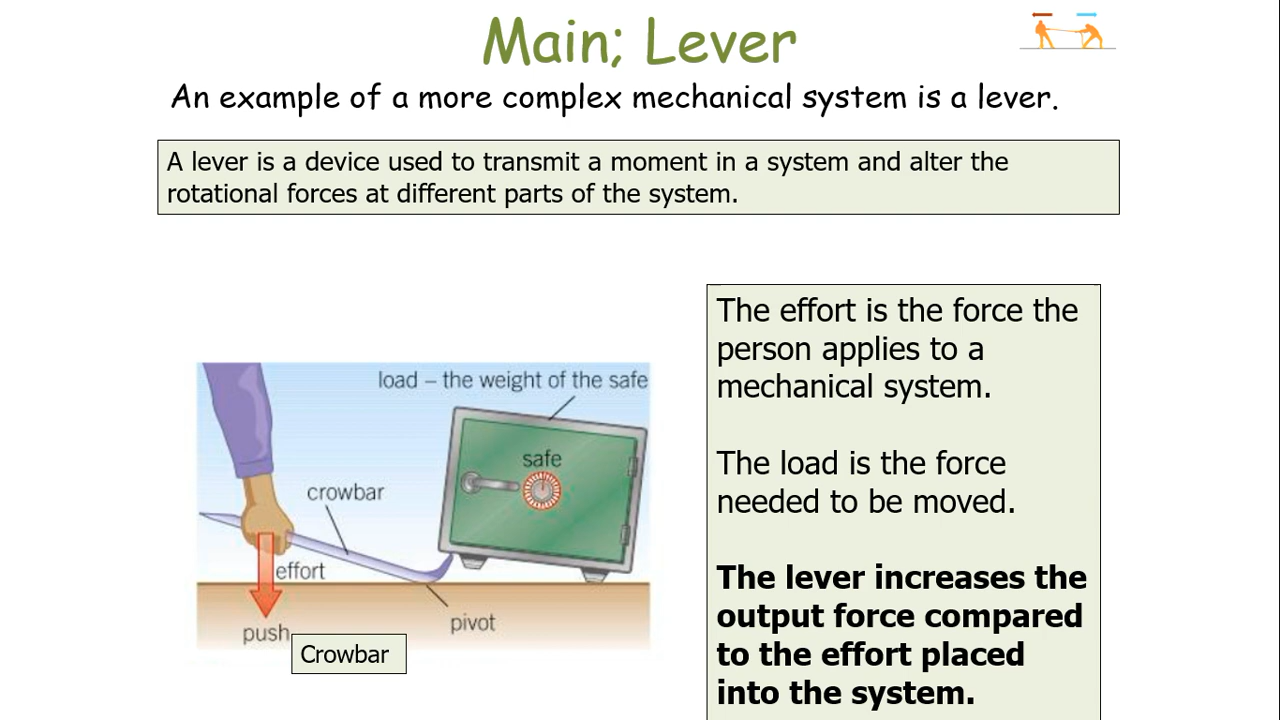 Main; Lever
An example of a more complex mechanical system is a lever.
A lever is a device used to transmit a moment in a system and alter the
rotational forces at different parts of the system.
load – the weight of the safe
safe
crowbar
effort
pivot
push
Crowbar
The effort is the force the
person applies to a
mechanical system.
The load is the force
needed to be moved.
The lever increases the
output force compared
to the effort placed
into the system.